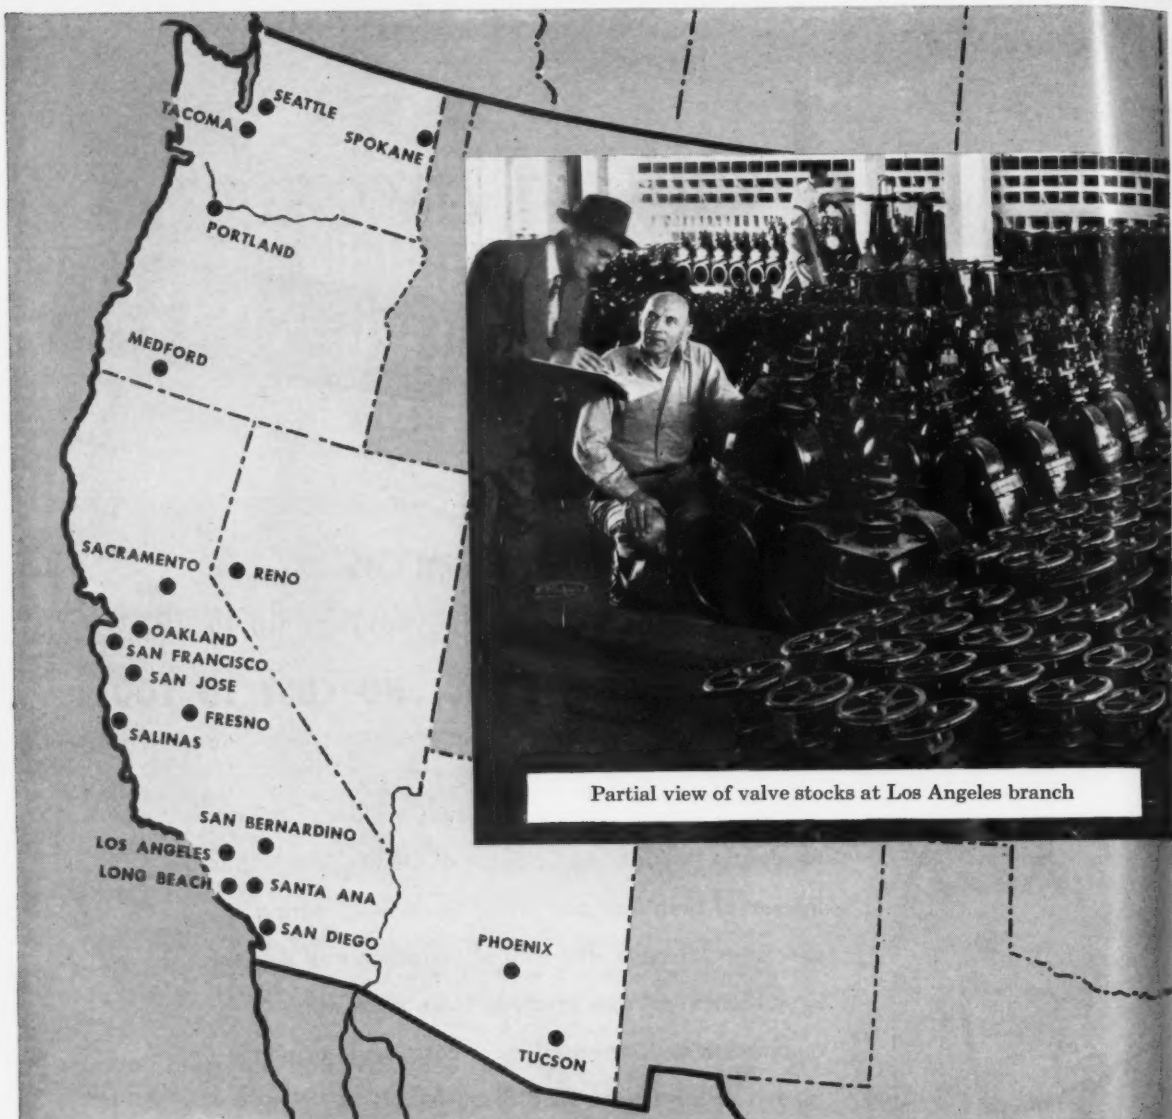 SEATTLE
TACOMA
SPOKANE
PORTLAND
MEDFORD
SACRAMENTO
RENO
OAKLAND
SAN FRANCISCO
SAN JOSE
FRESNO
SALINAS
Partial view of valve stocks at Los Angeles branch
SAN BERNARDINO
LOS ANGELES
LONG BEACH
SANTA ANA
SAN DIEGO
PHOENIX
TUCSON